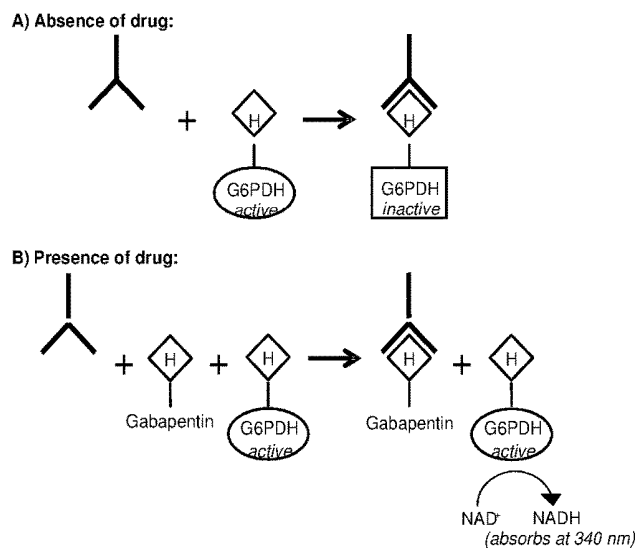 A) Absence of drug:
+ H → H
G6PDH active
G6PDH inactive
B) Presence of drug:
+ H + H → H + H
Gabapentin
G6PDH active
Gabapentin
G6PDH active
NAD+ NADH
(absorbs at 340 nm)